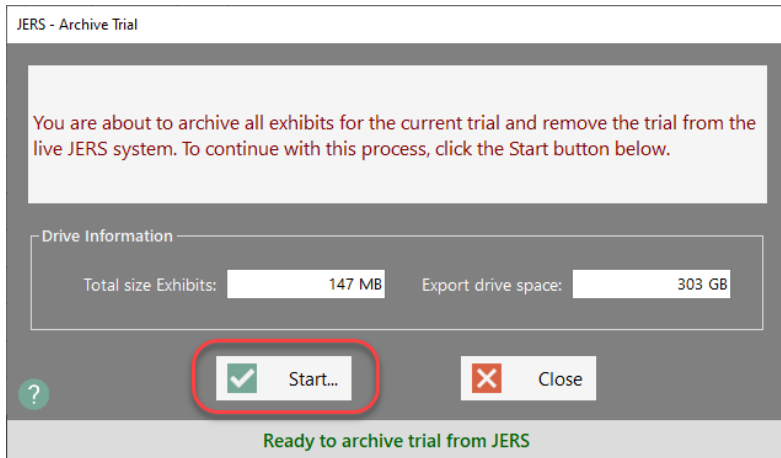 JERS - Archive Trial
You are about to archive all exhibits for the current trial and remove the trial from the
live JERS system. To continue with this process, click the Start button below.
Drive Information
Total size Exhibits: 147 MB Export drive space: 303 GB
Start... Close
?
Ready to archive trial from JERS